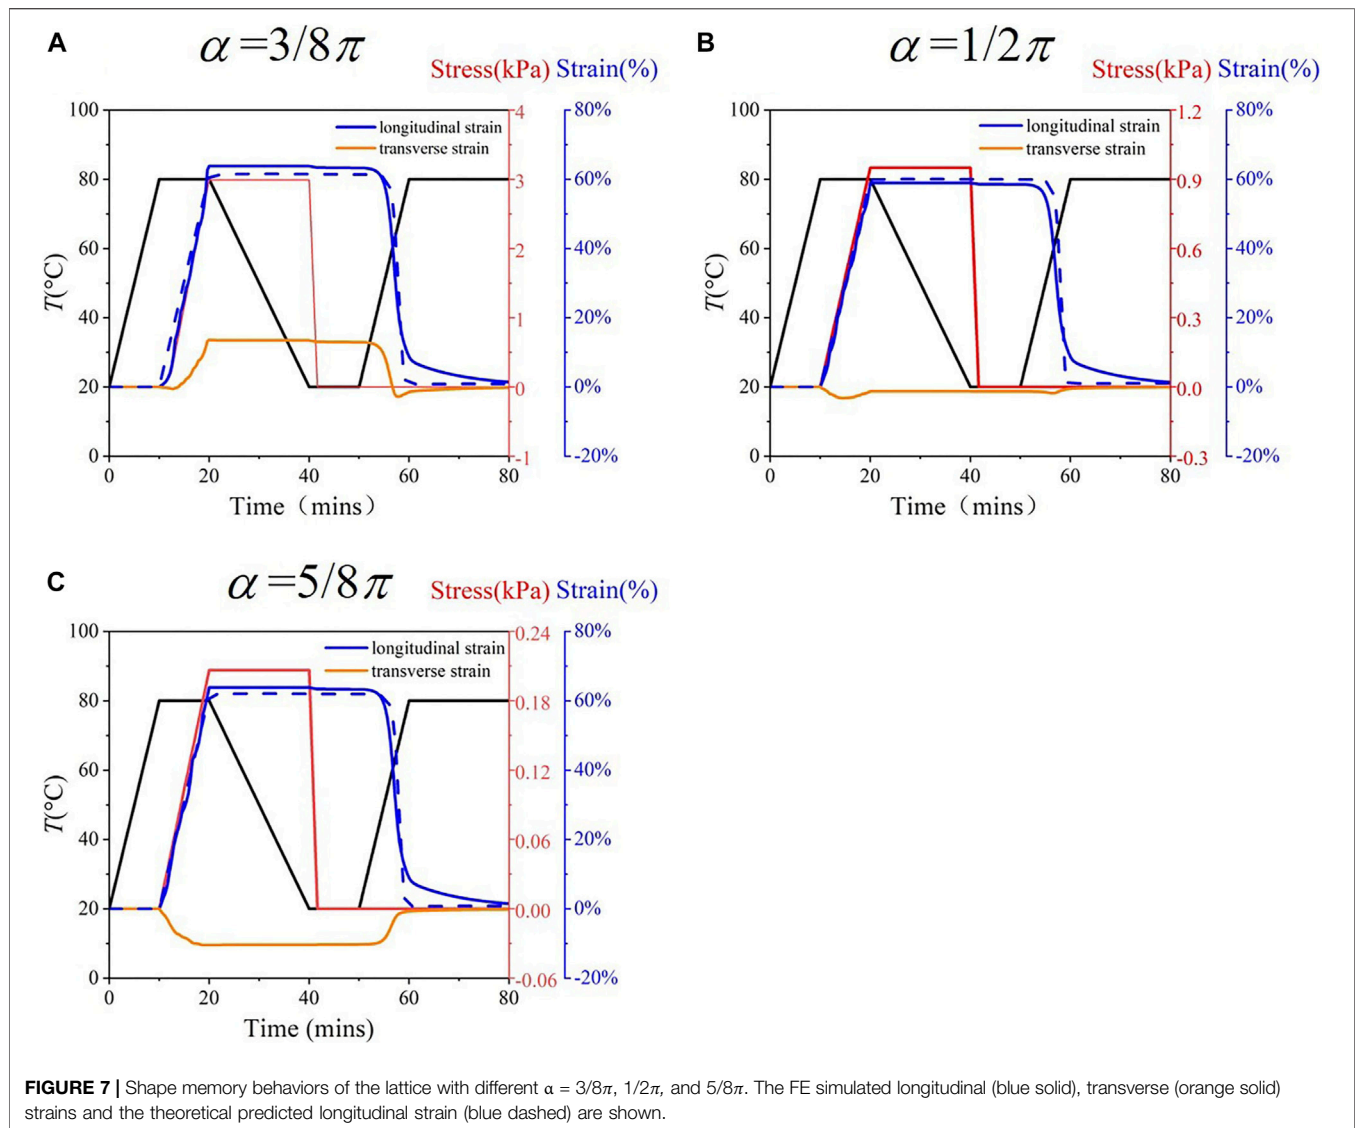 A
α=3/8π
Stress(kPa) Strain(%)
100
80
60
40
20
0
T(°C)
longitudinal strain
transverse strain
4
3
2
1
0
-1
80%
60%
40%
20%
0%
-20%
0 20 40 60 80
Time（mins）
B
α=1/2π
Stress(kPa) Strain(%)
100
80
60
40
20
0
T(°C)
longitudinal strain
transverse strain
1.2
0.9
0.6
0.3
0.0
-0.3
80%
60%
40%
20%
0%
-20%
0 20 40 60 80
Time（mins）
C
α=5/8π
Stress(kPa) Strain(%)
100
80
60
40
20
0
T(°C)
longitudinal strain
transverse strain
0.24
0.18
0.12
0.06
0.00
-0.06
80%
60%
40%
20%
0%
-20%
0 20 40 60 80
Time (mins)
FIGURE 7 | Shape memory behaviors of the lattice with different α = 3/8π, 1/2π, and 5/8π. The FE simulated longitudinal (blue solid), transverse (orange solid)
strains and the theoretical predicted longitudinal strain (blue dashed) are shown.